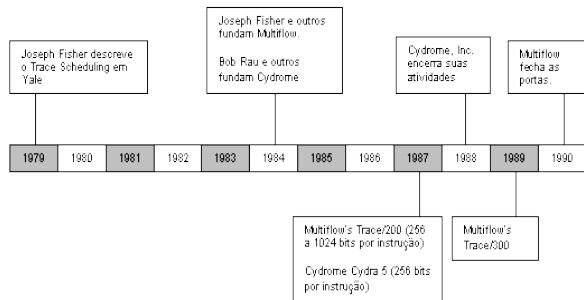 Joseph Fisher descreve
o Trace Scheduling em
Yale
Joseph Fisher e outros
fundam Multiflow.
Bob Rau e outros
fundam Cydrome
Cydrome, Inc.
encerra suas
atividades
Multiflow
fecha as
portas.
1979 1980 1981 1982 1983 1984 1985 1986 1987 1988 1989 1990
Multiflow's Trace/200 (256
a 1024 bits por instrução)
Cydrome Cydra 5 (256 bits
por instrução)
Multiflow's
Trace/300